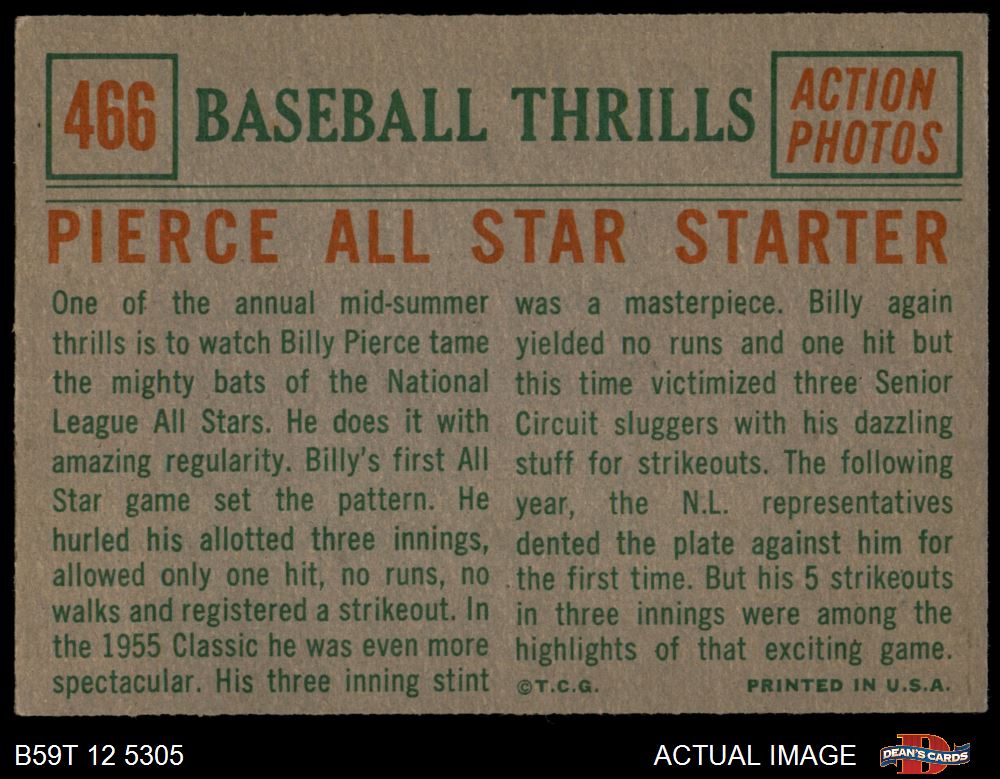 466
BASEBALL THRILLS
ACTION
PHOTOS
PIERCE ALL STAR STARTER
One of the annual mid-summer
thrills is to watch Billy Pierce tame
the mighty bats of the National
League All Stars. He does it with
amazing regularity. Billy's first All
Star game set the pattern. He
hurled his allotted three innings,
allowed only one hit, no runs, no
walks and registered a strikeout. In
the 1955 Classic he was even more
spectacular. His three inning stint
was a masterpiece. Billy again
yielded no runs and one hit but
this time victimized three Senior
Circuit sluggers with his dazzling
stuff for strikeouts. The following
year, the N.L. representatives
dented the plate against him for
the first time. But his 5 strikeouts
in three innings were among the
highlights of that exciting game.
©T.C.G. PRINTED IN U.S.A.
B59T 12 5305
ACTUAL IMAGE
DEAN'S CARDS